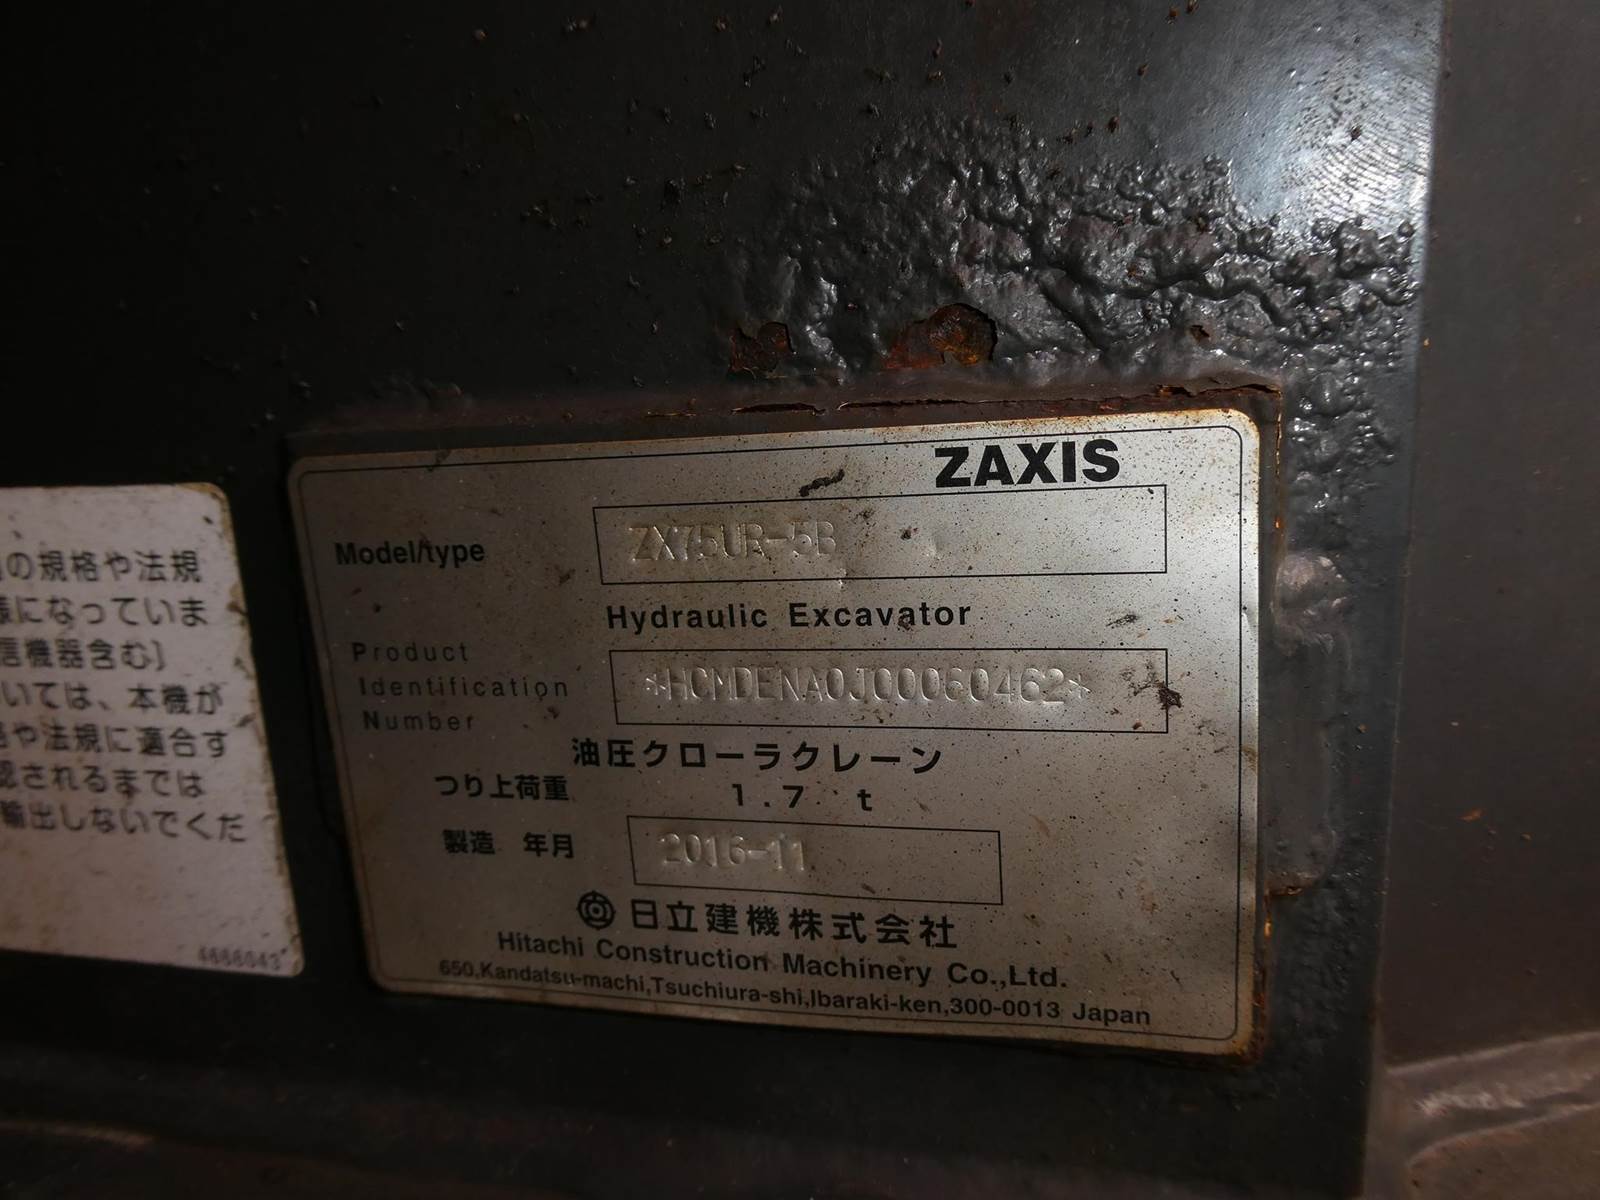 の規格や法規
様になっていま
信機器含む]
いては、本機が
格や法規に適合す
認されるまでは
輸出しないでくだ
4666043
ZAXIS
Model/type ZX75UR-5B
Hydraulic Excavator
Product
Identification
Number
*HCMDENA0JC0060462*
油圧クローラクレーン
つり上荷重 1.7 t
製造 年月 2016-11
日立建機株式会社
Hitachi Construction Machinery Co.,Ltd.
650,Kandatsu-machi,Tsuchiura-shi,Ibaraki-ken,300-0013 Japan